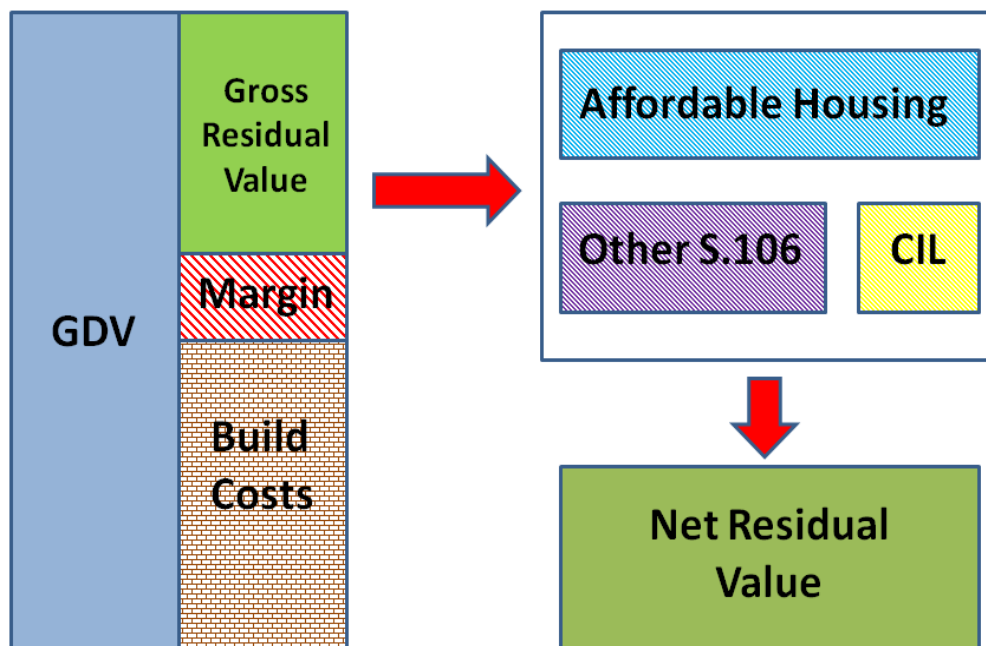 GDV
Gross
Residual
Value
Margin
Build
Costs
Affordable Housing
Other S.106
CIL
Net Residual
Value